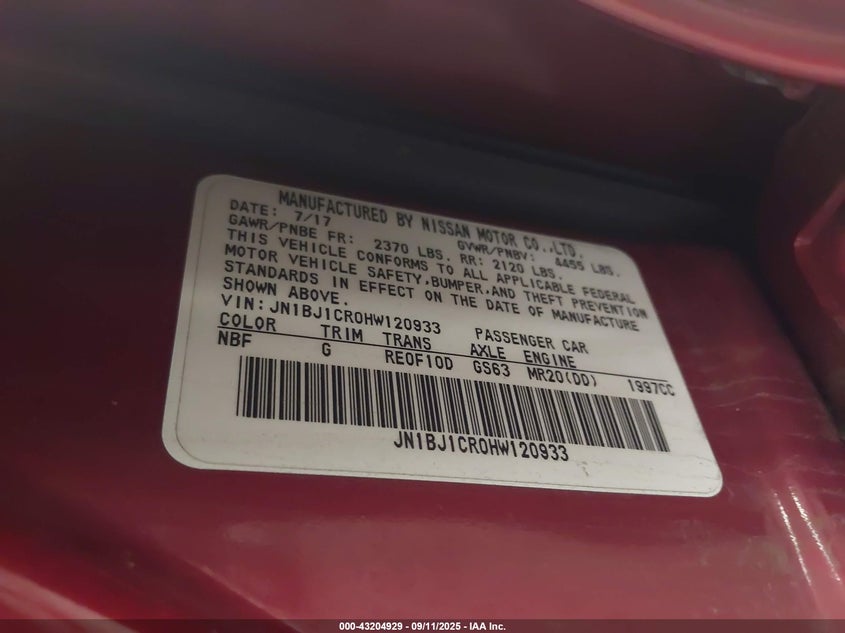 MANUFACTURED BY NISSAN MOTOR CO.,LTD.
DATE: 7/17 GVWR/PNBV: 4455 LBS.
GAWR/PNBE FR: 2370 LBS. RR: 2120 LBS.
THIS VEHICLE CONFORMS TO ALL APPLICABLE FEDERAL
MOTOR VEHICLE SAFETY,BUMPER,AND THEFT PREVENTION
STANDARDS IN EFFECT ON THE DATE OF MANUFACTURE
SHOWN ABOVE.
VIN:JN1BJ1CR0HW120933 PASSENGER CAR
COLOR TRIM TRANS AXLE ENGINE
NBF G RE0F10D GS63 MR20(DD) 1997CC
JN1BJ1CR0HW120933
000-43204929 - 09/11/2025 - IAA Inc.